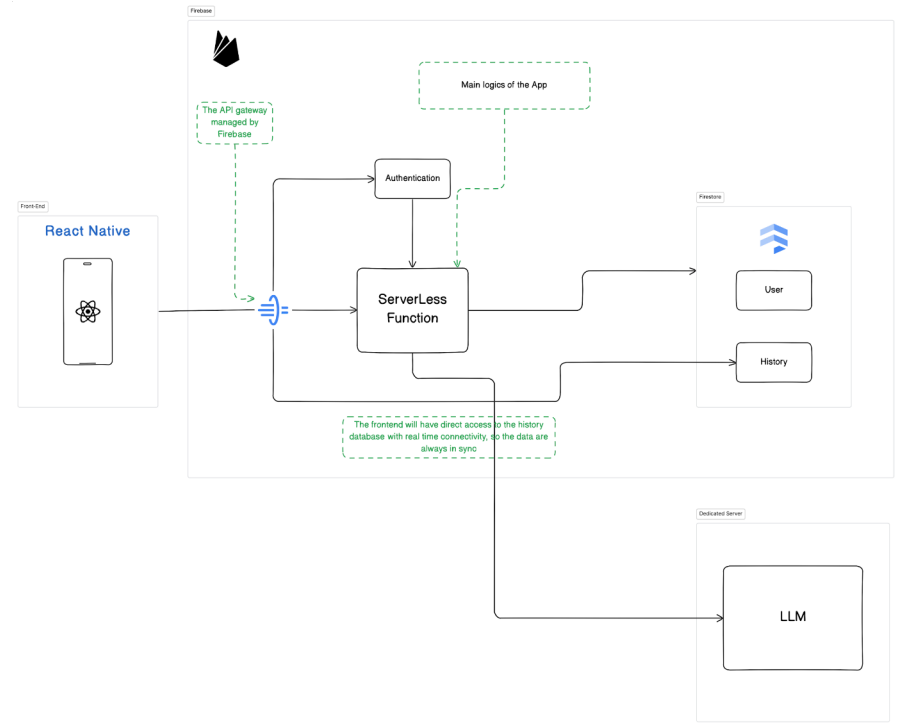 Firebase
Main logics of the App
The API gateway
managed by
Firebase
Authentication
Front-End
React Native
Firestore
User
ServerLess
Function
History
The frontend will have direct access to the history
database with real time connectivity, so the data are
always in sync
Dedicated Server
LLM